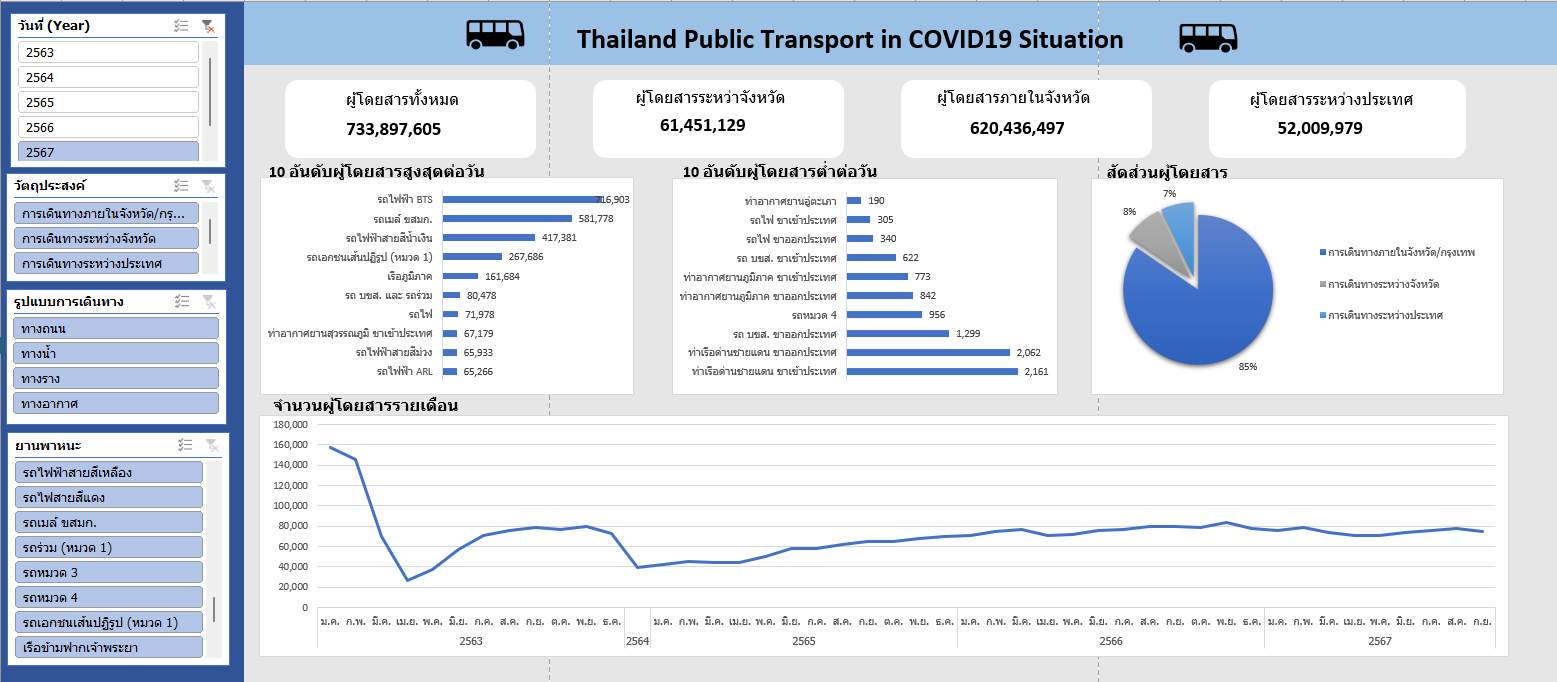 วันที่ (Year)
2563
2564
2565
2566
2567
วัตถุประสงค์
การเดินทางภายในจังหวัด/กรุ...
การเดินทางระหว่างจังหวัด
การเดินทางระหว่างประเทศ
รูปแบบการเดินทาง
ทางถนน
ทางน้ำ
ทางราง
ทางอากาศ
ยานพาหนะ
รถไฟฟ้าสายสีเหลือง
รถไฟสายสีแดง
รถเมล์ ขสมก.
รถร่วม (หมวด 1)
รถหมวด 3
รถหมวด 4
รถเอกชนเส้นปฏิรูป (หมวด 1)
เรือข้ามฟากเจ้าพระยา
Thailand Public Transport in COVID19 Situation
ผู้โดยสารทั้งหมด
733,897,605
ผู้โดยสารระหว่าจังหวัด
61,451,129
ผู้โดยสารภายในจังหวัด
620,436,497
ผู้โดยสารระหว่างประเทศ
52,009,979
10 อันดับผู้โดยสารสูงสุดต่อวัน
รถไฟฟ้า BTS 716,903
รถเมล์ ขสมก. 581,778
รถไฟฟ้าสายสีน้ำเงิน 417,381
รถเอกชนเส้นปฏิรูป (หมวด 1) 267,686
เรือภูมิภาค 161,684
รถ บขส. และ รถร่วม 80,478
รถไฟ 71,978
ท่าอากาศยานสุวรรณภูมิ ขาเข้าประเทศ 67,179
รถไฟฟ้าสายสีม่วง 65,933
รถไฟฟ้า ARL 65,266
10 อันดับผู้โดยสารต่ำต่อวัน
ท่าอากาศยานอู่ตะเภา 190
รถไฟ ขาเข้าประเทศ 305
รถไฟ ขาออกประเทศ 340
รถ บขส. ขาเข้าประเทศ 622
ท่าอากาศยานภูมิภาค ขาเข้าประเทศ 773
ท่าอากาศยานภูมิภาค ขาออกประเทศ 842
รถหมวด 4 956
รถ บขส. ขาออกประเทศ 1,299
ท่าเรือด่านชายแดน ขาออกประเทศ 2,062
ท่าเรือด่านชายแดน ขาเข้าประเทศ 2,161
สัดส่วนผู้โดยสาร
7%
8%
85%
การเดินทางภายในจังหวัด/กรุงเทพ
การเดินทางระหว่างจังหวัด
การเดินทางระหว่างประเทศ
จำนวนผู้โดยสารรายเดือน
180,000
160,000
140,000
120,000
100,000
80,000
60,000
40,000
20,000
0
ม.ค. ก.พ. มี.ค. เม.ย. พ.ค. มิ.ย. ก.ค. ส.ค. ก.ย. ต.ค. พ.ย. ธ.ค. ม.ค. ก.พ. มี.ค. เม.ย. พ.ค. มิ.ย. ก.ค. ส.ค. ก.ย. ต.ค. พ.ย. ธ.ค. ม.ค. ก.พ. มี.ค. เม.ย. พ.ค. มิ.ย. ก.ค. ส.ค. ก.ย. ต.ค. พ.ย. ธ.ค. ม.ค. ก.พ. มี.ค. เม.ย. พ.ค. มิ.ย. ก.ค. ส.ค. ก.ย.
2563 2564 2565 2566 2567